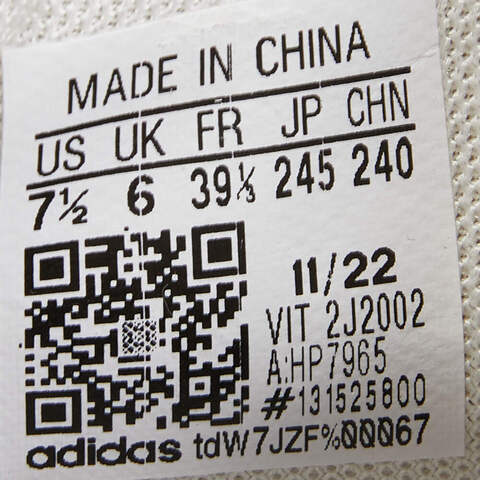 MADE IN CHINA
US UK FR JP CHN
7½ 6 39⅓ 245 240
11/22
VIT 2J2002
A:HP7965
#131525800
adidas tdW7JZF%00067